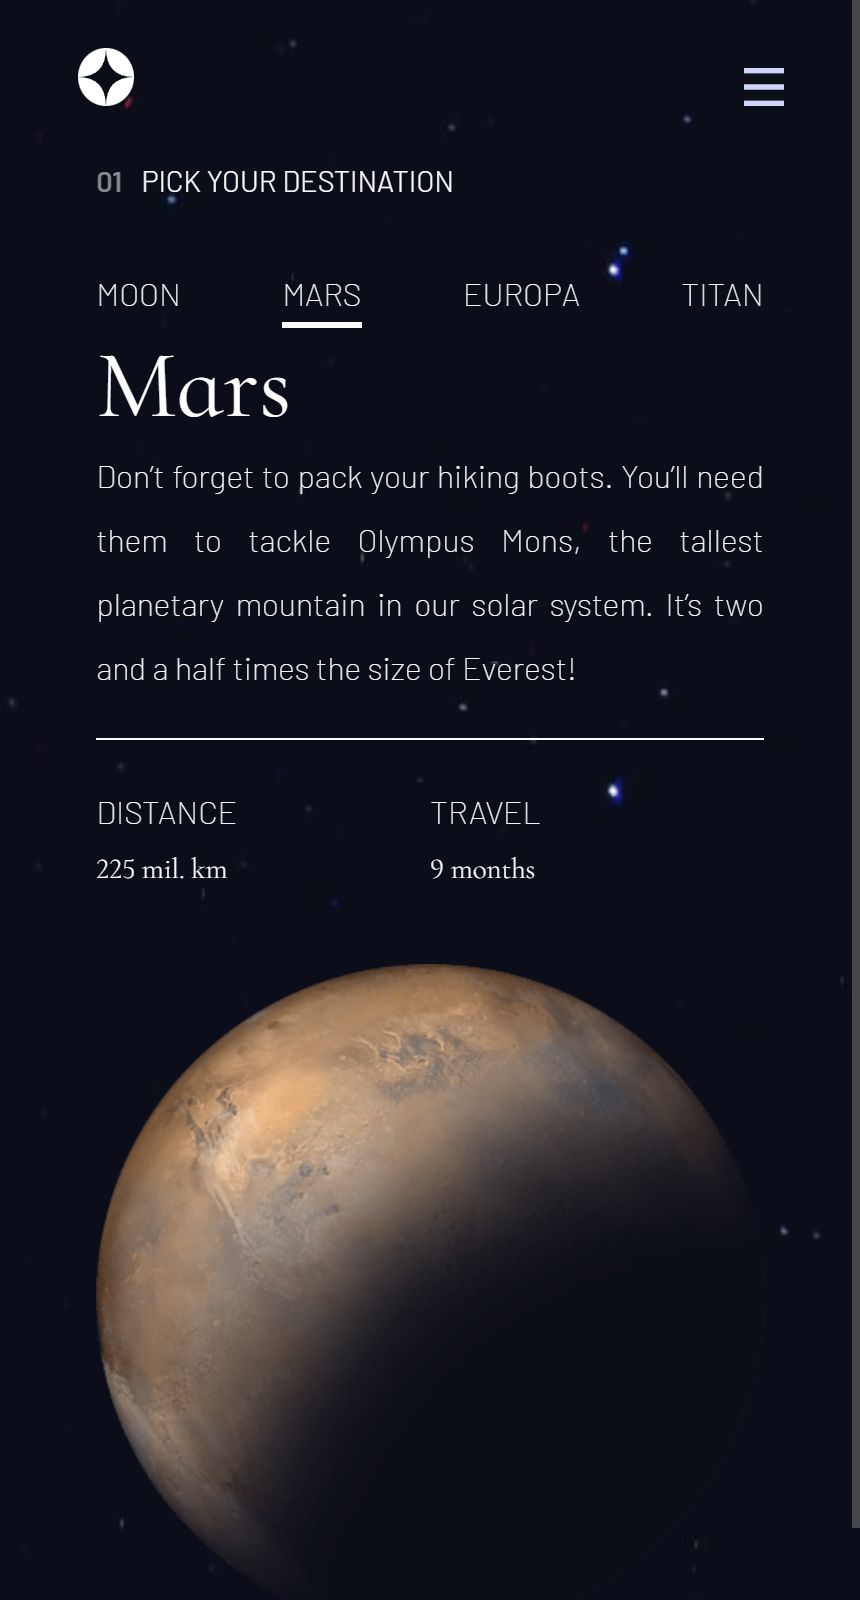 01 PICK YOUR DESTINATION
MOON MARS EUROPA TITAN
Mars
Don’t forget to pack your hiking boots. You’ll need
them to tackle Olympus Mons, the tallest
planetary mountain in our solar system. It’s two
and a half times the size of Everest!
DISTANCE TRAVEL
225 mil. km 9 months